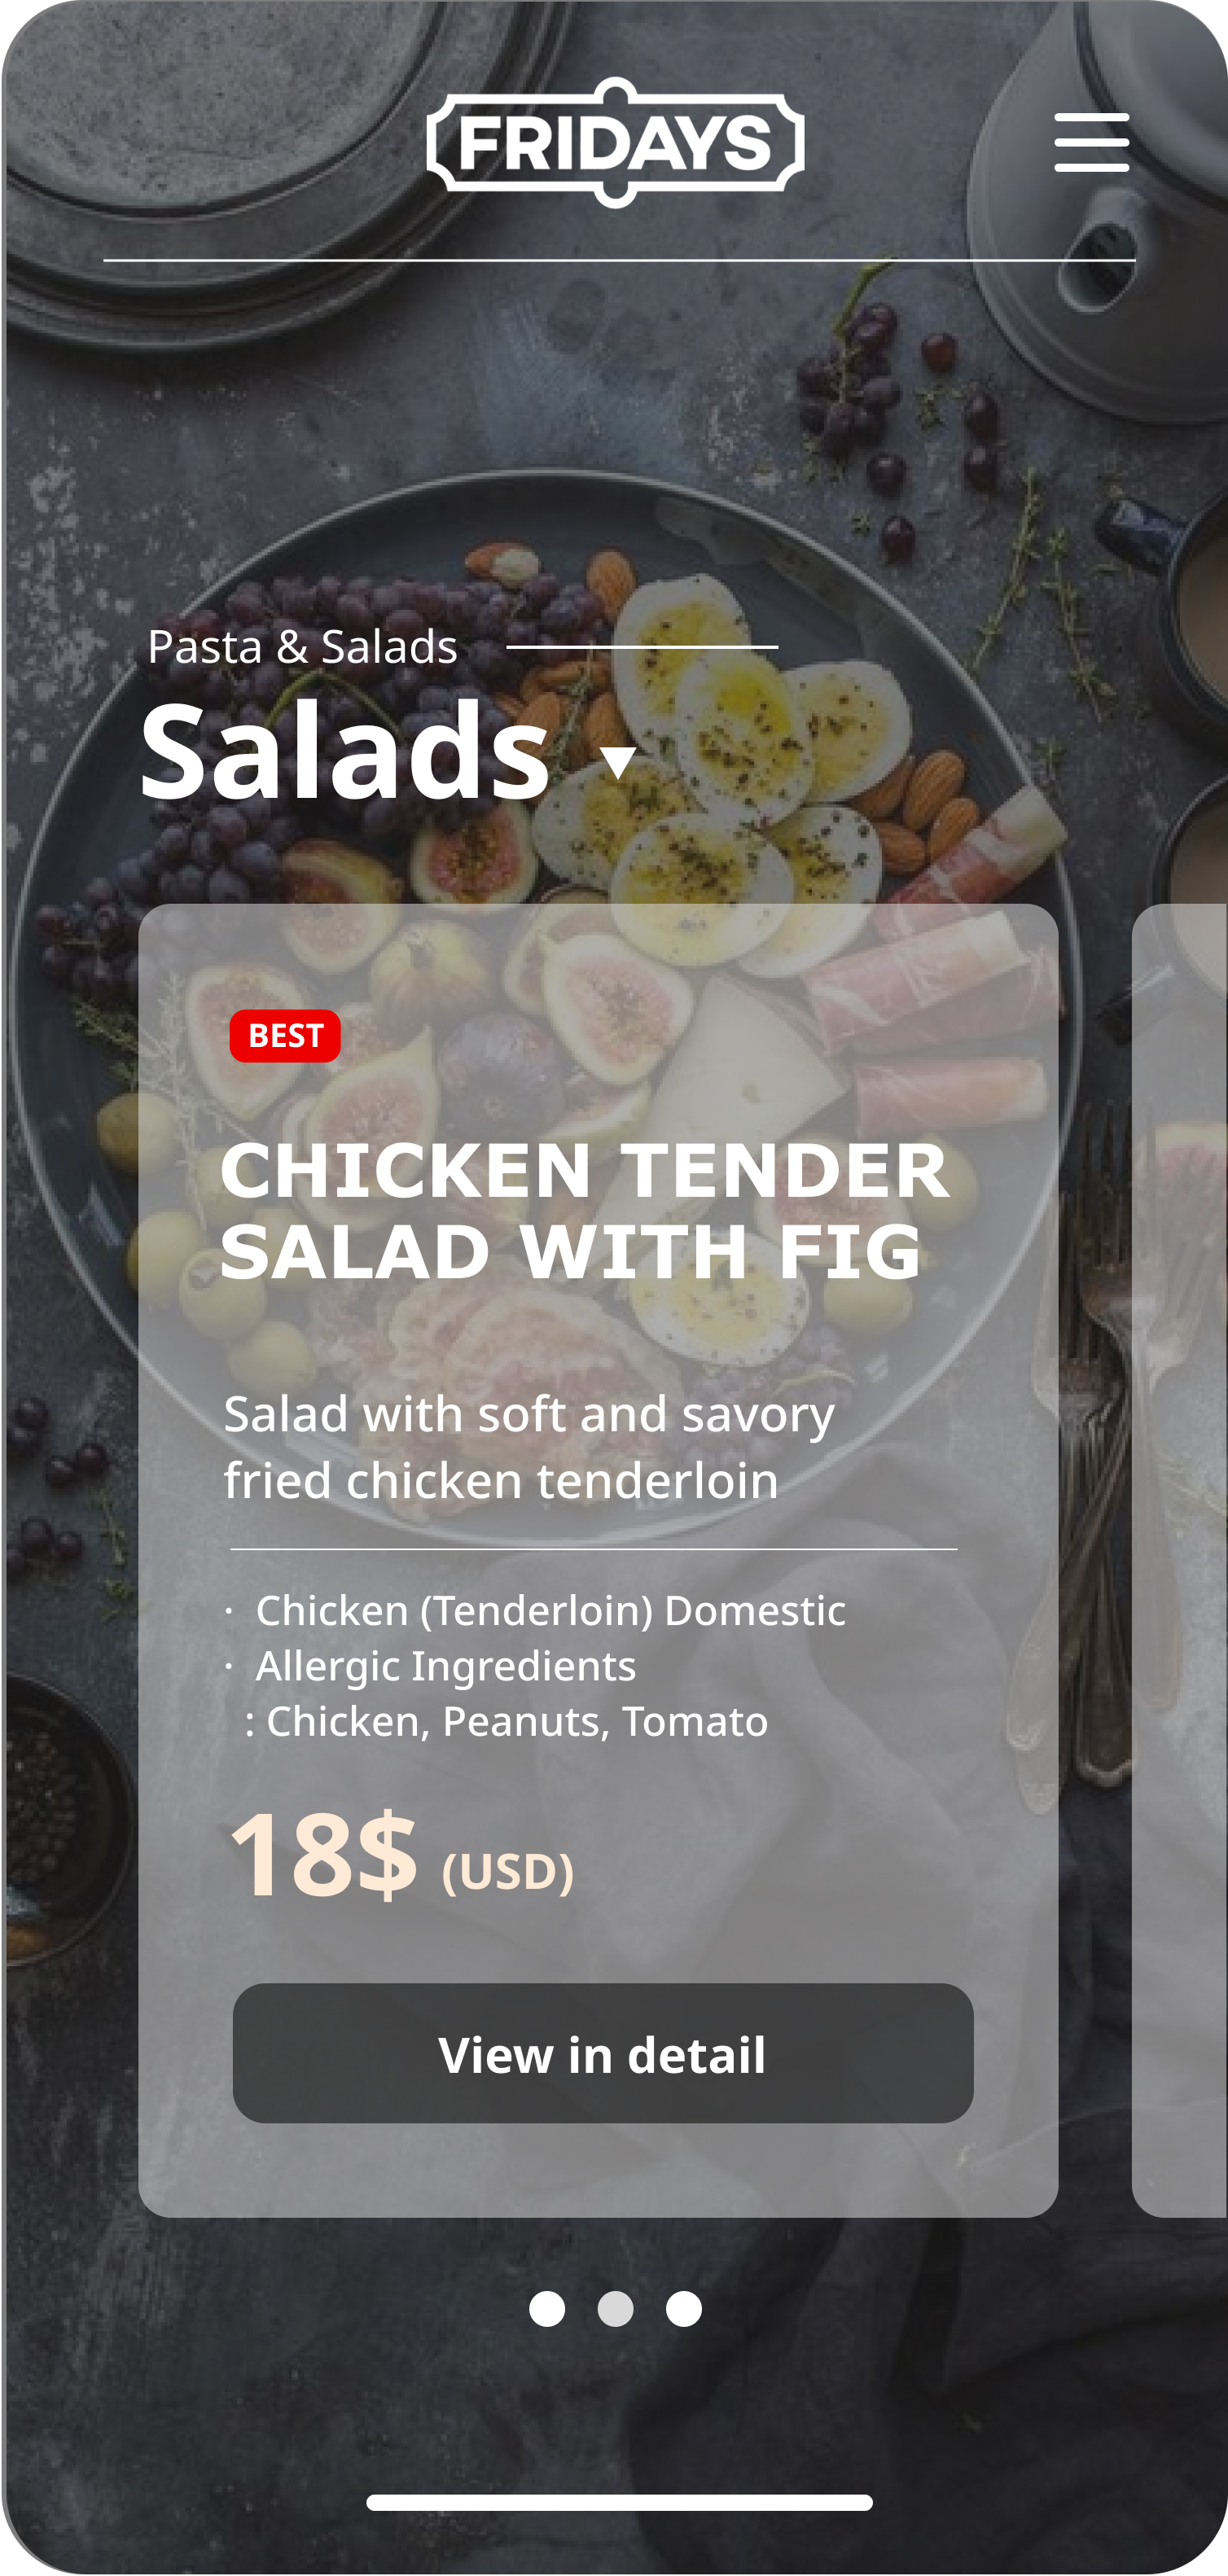 FRIDAYS
Pasta & Salads
Salads
BEST
CHICKEN TENDER
SALAD WITH FIG
Salad with soft and savory
fried chicken tenderloin
· Chicken (Tenderloin) Domestic
· Allergic Ingredients
: Chicken, Peanuts, Tomato
18$ (USD)
View in detail